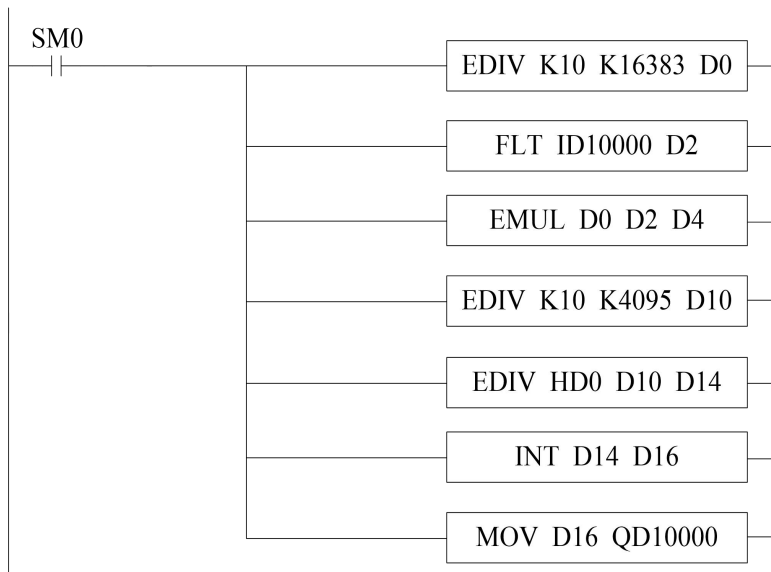 SM0
EDIV K10 K16383 D0
FLT ID10000 D2
EMUL D0 D2 D4
EDIV K10 K4095 D10
EDIV HD0 D10 D14
INT D14 D16
MOV D16 QD10000